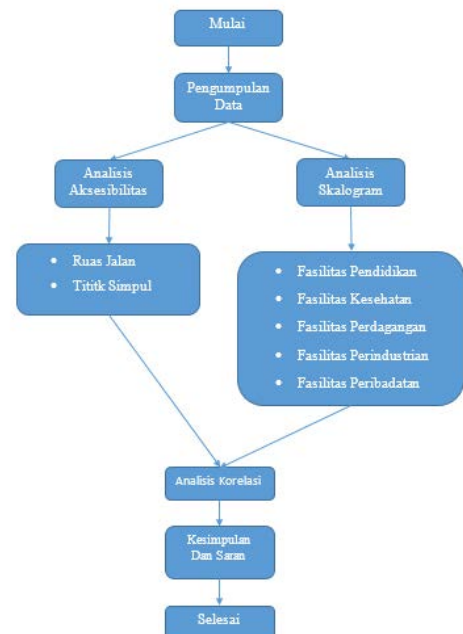 Mulai
Pengumpulan
Data
Analisis
Aksesibilitas
Analisis
Skalogram
• Ruas Jalan
• Tititk Simpul
• Fasilitas Pendidikan
• Fasilitas Kesehatan
• Fasilitas Perdagangan
• Fasilitas Perindustrian
• Fasilitas Peribadatan
Analisis Korelasi
Kesimpulan
Dan Saran
Selesai